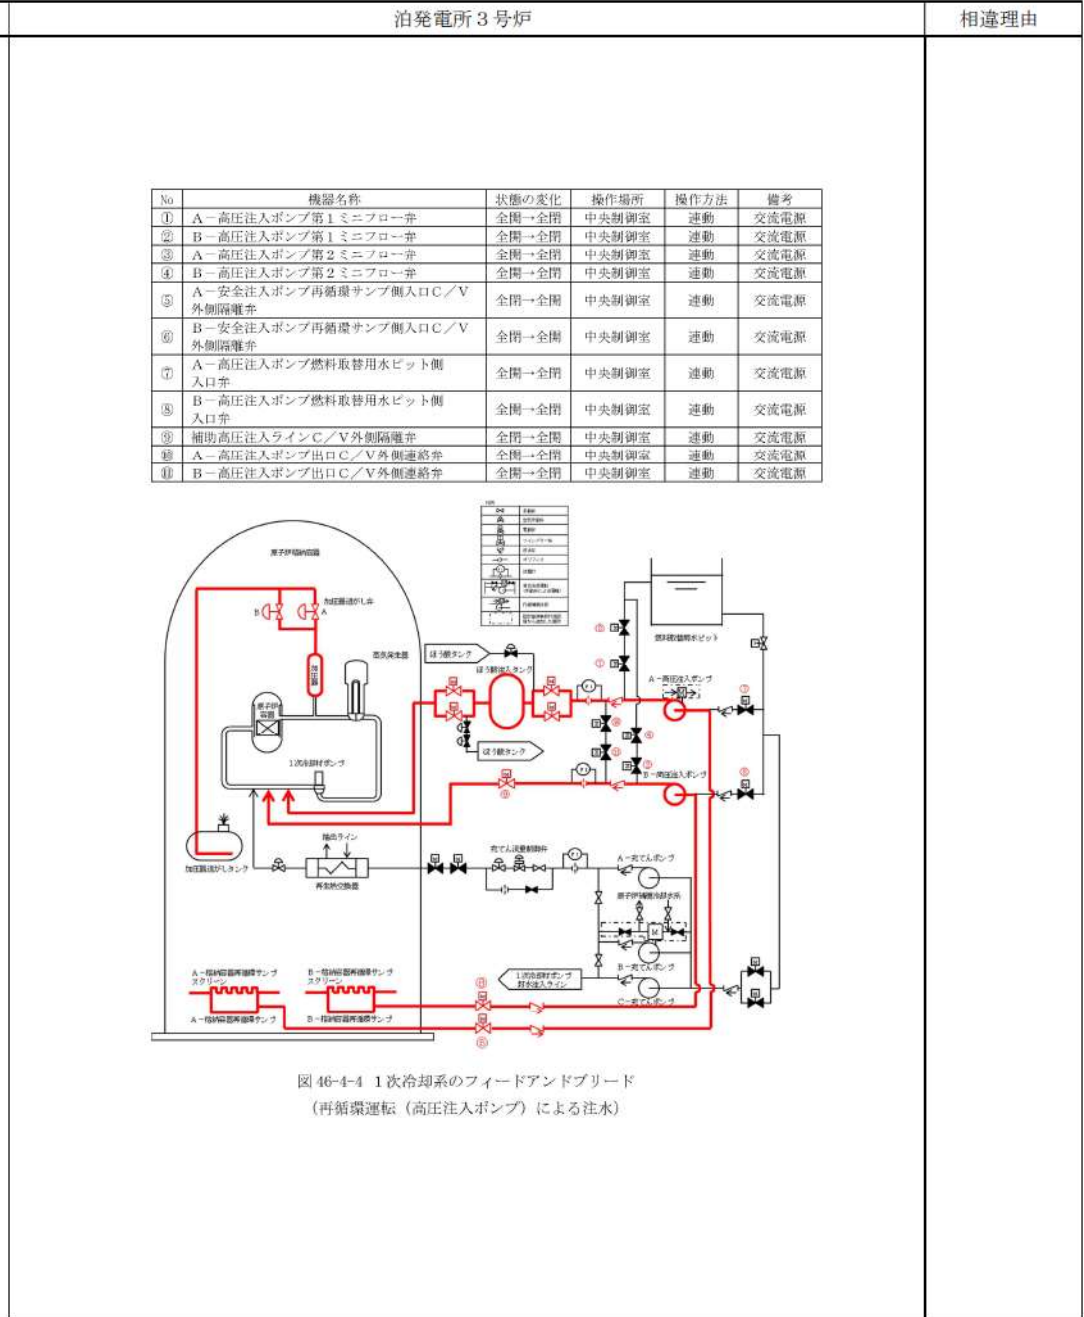 泊発電所3号炉
相違理由
No 機器名称 状態の変化 操作場所 操作方法 備考
① A-高圧注入ポンプ第1ミニフロー弁 全開→全閉 中央制御室 連動 交流電源
② B-高圧注入ポンプ第1ミニフロー弁 全開→全閉 中央制御室 連動 交流電源
③ A-高圧注入ポンプ第2ミニフロー弁 全開→全閉 中央制御室 連動 交流電源
④ B-高圧注入ポンプ第2ミニフロー弁 全開→全閉 中央制御室 連動 交流電源
⑤ A-安全注入ポンプ再循環サンプ側入口C/V
外側隔離弁 全閉→全開 中央制御室 連動 交流電源
⑥ B-安全注入ポンプ再循環サンプ側入口C/V
外側隔離弁 全閉→全開 中央制御室 連動 交流電源
⑦ A-高圧注入ポンプ燃料取替用水ピット側
入口弁 全開→全閉 中央制御室 連動 交流電源
⑧ B-高圧注入ポンプ燃料取替用水ピット側
入口弁 全開→全閉 中央制御室 連動 交流電源
⑨ 補助高圧注入ラインC/V外側隔離弁 全閉→全開 中央制御室 連動 交流電源
⑩ A-高圧注入ポンプ出口C/V外側連絡弁 全開→全閉 中央制御室 連動 交流電源
⑪ B-高圧注入ポンプ出口C/V外側連絡弁 全開→全閉 中央制御室 連動 交流電源
原子炉格納容器
加圧器逃がし弁
B
A
加圧器
蒸気発生器
原子炉
容器
1次冷却材ポンプ
ほう酸タンク
ほう酸注入タンク
ほう酸タンク
燃料取替用水ピット
A-高圧注入ポンプ
B-高圧注入ポンプ
加圧器逃がしタンク
抽出ライン
再生熱交換器
充てん流量制御弁
A-充てんポンプ
原子炉補機冷却水系
B-充てんポンプ
C-充てんポンプ
1次冷却材ポンプ
封水注入ライン
A-格納容器再循環サンプ
スクリーン
B-格納容器再循環サンプ
スクリーン
A-格納容器再循環サンプ
B-格納容器再循環サンプ
図 46-4-4 1次冷却系のフィードアンドブリード
(再循環運転(高圧注入ポンプ)による注水)